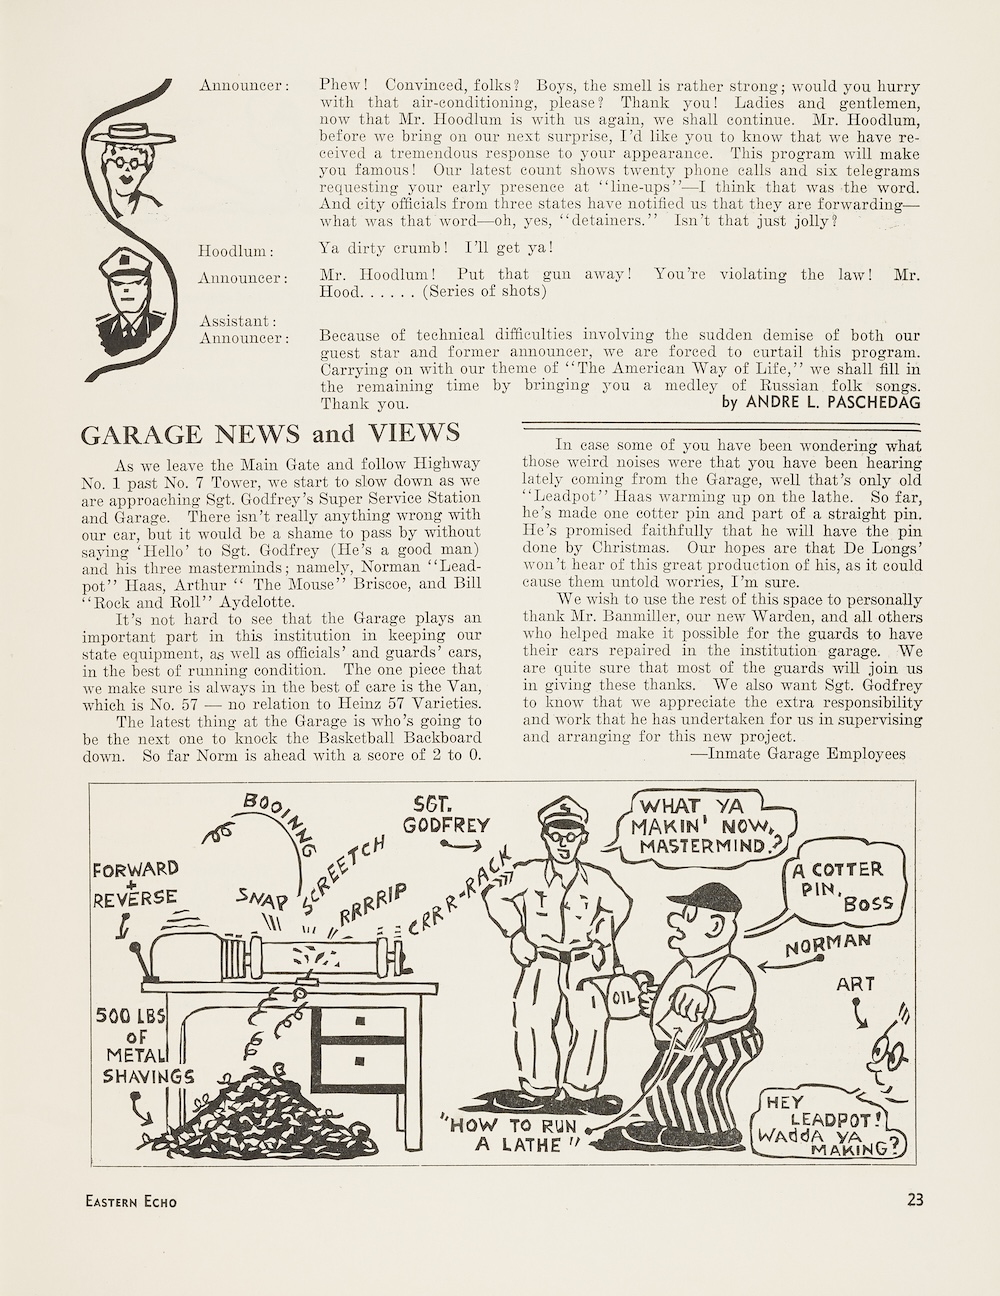 Announcer: Phew! Convinced, folks? Boys, the smell is rather strong; would you hurry
with that air-conditioning, please? Thank you! Ladies and gentlemen,
now that Mr. Hoodlum is with us again, we shall continue. Mr. Hoodlum,
before we bring on our next surprise, I'd like you to know that we have re-
ceived a tremendous response to your appearance. This program will make
you famous! Our latest count shows twenty phone calls and six telegrams
requesting your early presence at "line-ups"—I think that was the word.
And city officials from three states have notified us that they are forwarding—
what was that word—oh, yes, "detainers." Isn't that just jolly?
Hoodlum: Ya dirty crumb! I'll get ya!
Announcer: Mr. Hoodlum! Put that gun away! You're violating the law! Mr.
Hood. . . . . . (Series of shots)
Assistant:
Announcer: Because of technical difficulties involving the sudden demise of both our
guest star and former announcer, we are forced to curtail this program.
Carrying on with our theme of "The American Way of Life," we shall fill in
the remaining time by bringing you a medley of Russian folk songs.
Thank you. by ANDRE L. PASCHEDAG
GARAGE NEWS and VIEWS
As we leave the Main Gate and follow Highway
No. 1 past No. 7 Tower, we start to slow down as we
are approaching Sgt. Godfrey's Super Service Station
and Garage. There isn't really anything wrong with
our car, but it would be a shame to pass by without
saying 'Hello' to Sgt. Godfrey (He's a good man)
and his three masterminds; namely, Norman "Lead-
pot" Haas, Arthur " The Mouse" Briscoe, and Bill
"Rock and Roll" Aydelotte.
It's not hard to see that the Garage plays an
important part in this institution in keeping our
state equipment, as well as officials' and guards' cars,
in the best of running condition. The one piece that
we make sure is always in the best of care is the Van,
which is No. 57 — no relation to Heinz 57 Varieties.
The latest thing at the Garage is who's going to
be the next one to knock the Basketball Backboard
down. So far Norm is ahead with a score of 2 to 0.
In case some of you have been wondering what
those weird noises were that you have been hearing
lately coming from the Garage, well that's only old
"Leadpot" Haas warming up on the lathe. So far,
he's made one cotter pin and part of a straight pin.
He's promised faithfully that he will have the pin
done by Christmas. Our hopes are that De Longs'
won't hear of this great production of his, as it could
cause them untold worries, I'm sure.
We wish to use the rest of this space to personally
thank Mr. Banmiller, our new Warden, and all others
who helped make it possible for the guards to have
their cars repaired in the institution garage. We
are quite sure that most of the guards will join us
in giving these thanks. We also want Sgt. Godfrey
to know that we appreciate the extra responsibility
and work that he has undertaken for us in supervising
and arranging for this new project.
—Inmate Garage Employees
FORWARD
+
REVERSE
BOOINNG
SNAP
SCREETCH
RRRRIP
CRRR-RACK
SGT.
GODFREY
WHAT YA
MAKIN' NOW,
MASTERMIND.?
A COTTER
PIN,
BOSS
NORMAN
ART
OIL
500 LBS
OF
METAL
SHAVINGS
"HOW TO RUN
A LATHE"
HEY
LEADPOT!
WADDA YA
MAKING?
EASTERN ECHO 23